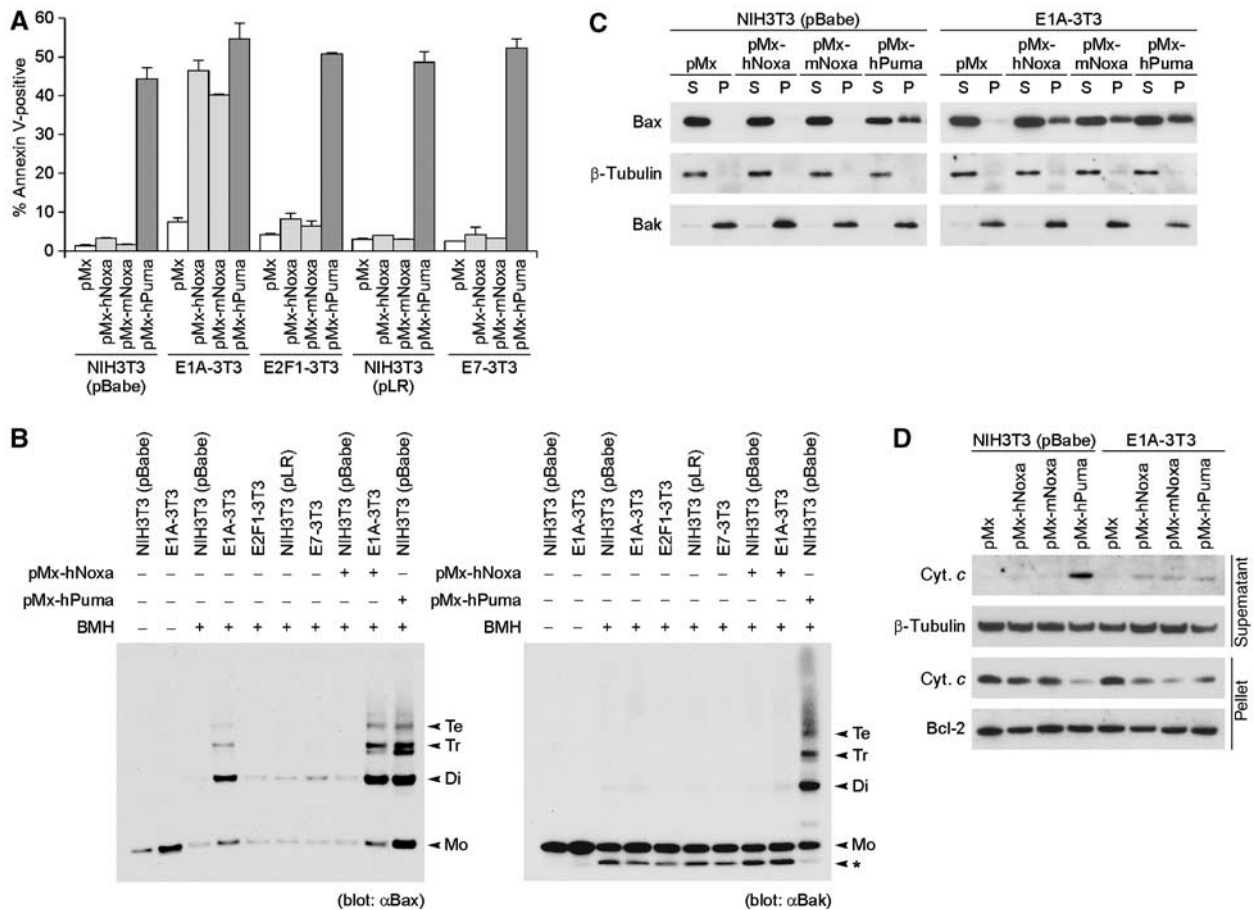 A
% Annexin V-positive
60
50
40
30
20
10
0
pMx
pMx-hNoxa
pMx-mNoxa
pMx-hPuma
pMx
pMx-hNoxa
pMx-mNoxa
pMx-hPuma
pMx
pMx-hNoxa
pMx-mNoxa
pMx-hPuma
pMx
pMx-hNoxa
pMx-mNoxa
pMx-hPuma
pMx
pMx-hNoxa
pMx-mNoxa
pMx-hPuma
NIH3T3 E1A-3T3 E2F1-3T3 NIH3T3 E7-3T3
(pBabe) (pLR)
B
NIH3T3 (pBabe)
E1A-3T3
NIH3T3 (pBabe)
E1A-3T3
E2F1-3T3
NIH3T3 (pLR)
E7-3T3
NIH3T3 (pBabe)
E1A-3T3
NIH3T3 (pBabe)
pMx-hNoxa – – – – – – – + + –
pMx-hPuma – – – – – – – – – +
BMH – – + + + + + + + +
Te
Tr
Di
Mo
(blot: αBax)
NIH3T3 (pBabe)
E1A-3T3
NIH3T3 (pBabe)
E1A-3T3
E2F1-3T3
NIH3T3 (pLR)
E7-3T3
NIH3T3 (pBabe)
E1A-3T3
NIH3T3 (pBabe)
pMx-hNoxa – – – – – – – + + –
pMx-hPuma – – – – – – – – – +
BMH – – + + + + + + + +
Te
Tr
Di
Mo
*
(blot: αBak)
C
NIH3T3 (pBabe) E1A-3T3
pMx- pMx- pMx- pMx- pMx- pMx-
pMx hNoxa mNoxa hPuma pMx hNoxa mNoxa hPuma
S P S P S P S P S P S P S P S P
Bax
β-Tubulin
Bak
D
NIH3T3 (pBabe) E1A-3T3
pMx
pMx-hNoxa
pMx-mNoxa
pMx-hPuma
pMx
pMx-hNoxa
pMx-mNoxa
pMx-hPuma
Cyt. c
β-Tubulin
Supematant
Cyt. c
Bcl-2
Pellet